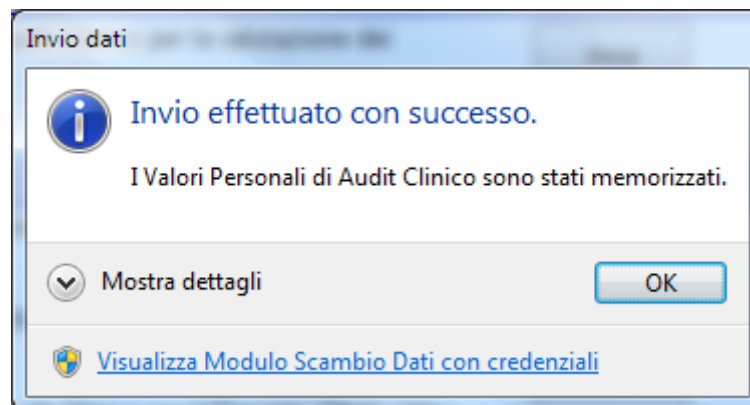 Invio dati
Invio effettuato con successo.
I Valori Personali di Audit Clinico sono stati memorizzati.
Mostra dettagli
OK
Visualizza Modulo Scambio Dati con credenziali